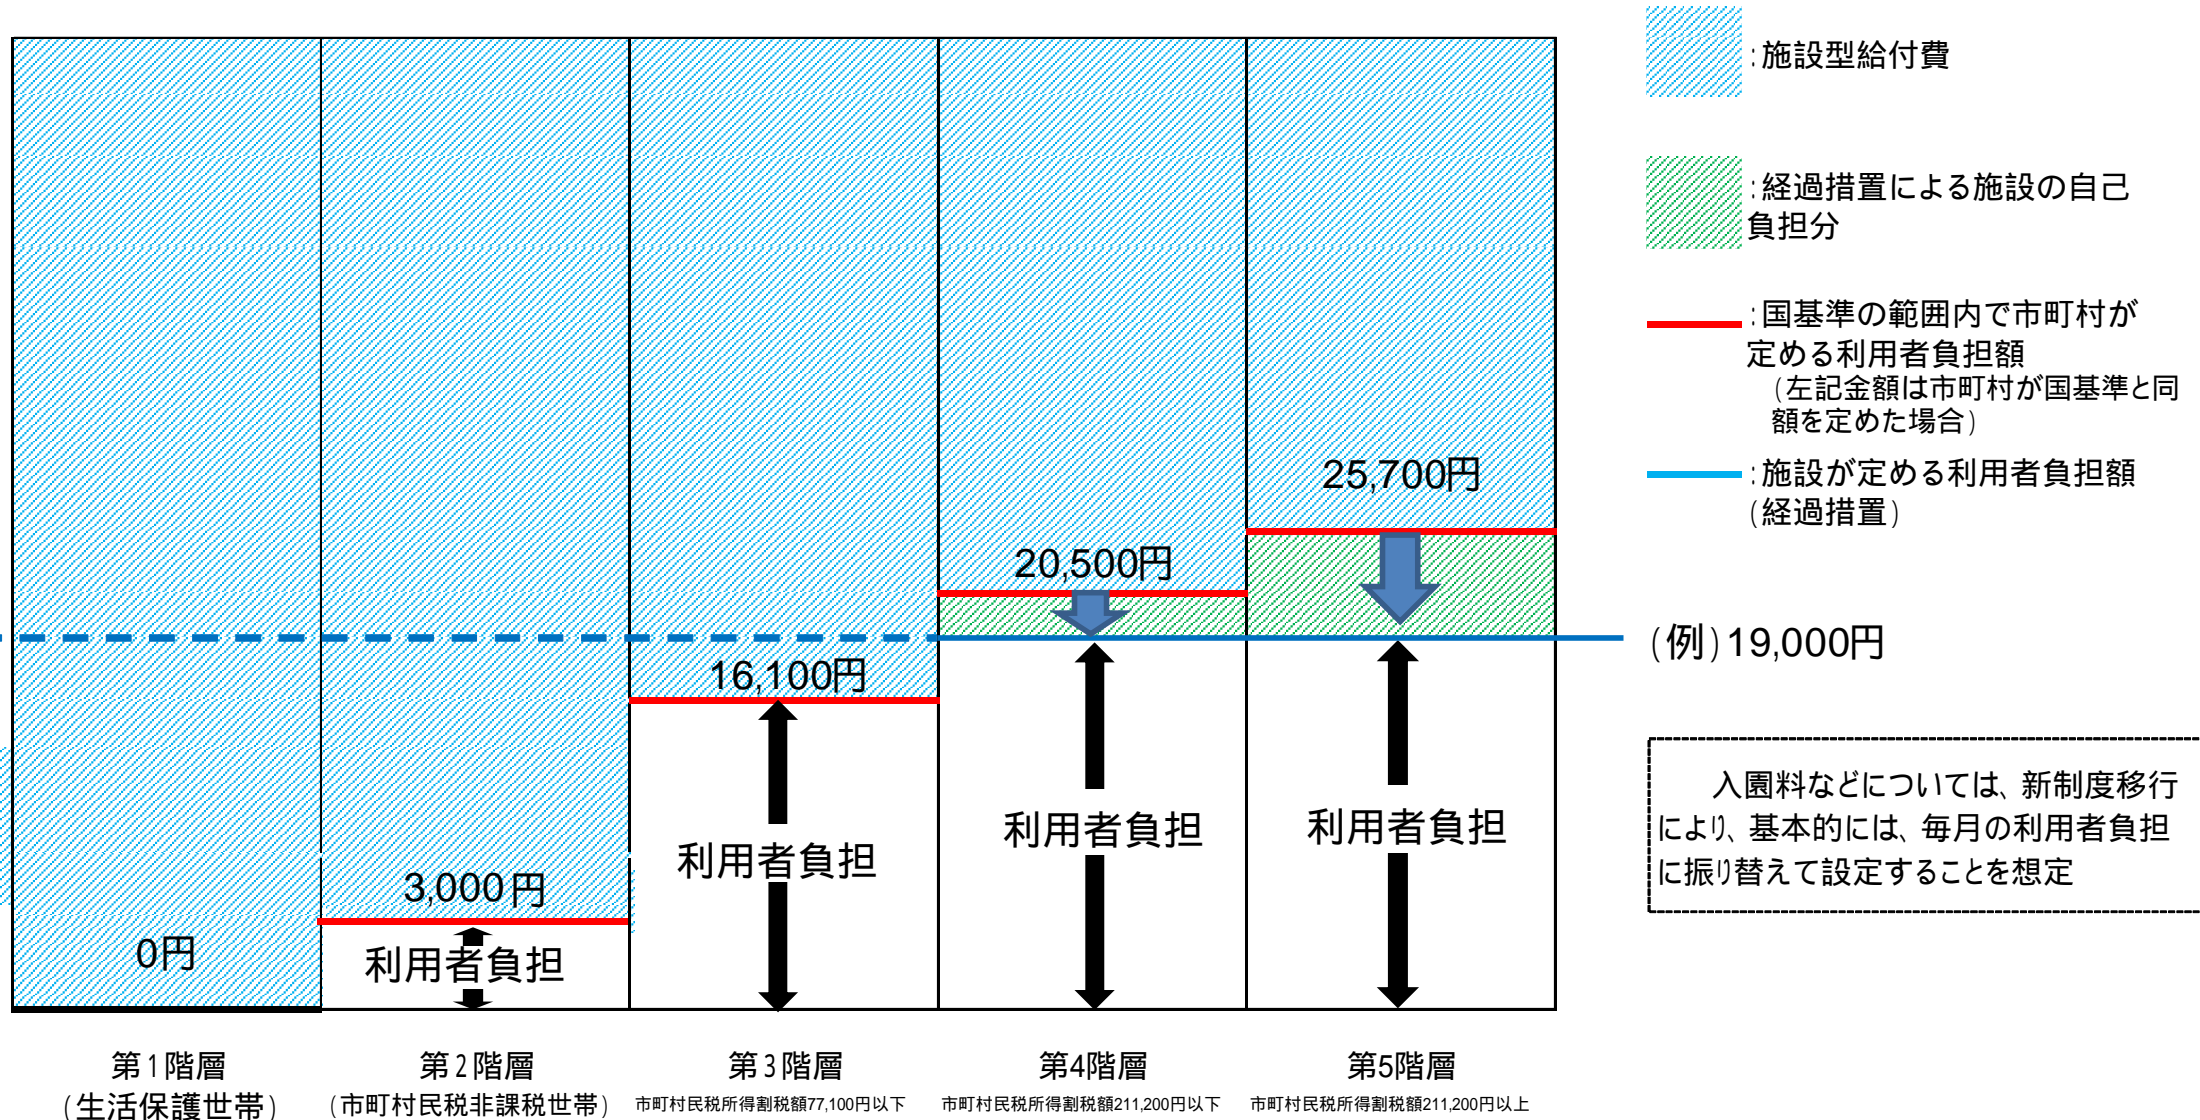 :施設型給付費
:経過措置による施設の自己
負担分
:国基準の範囲内で市町村が
定める利用者負担額
(左記金額は市町村が国基準と同
額を定めた場合)
:施設が定める利用者負担額
(経過措置)
25,700円
20,500円
(例)19,000円
16,100円
入園料などについては、新制度移行
により、基本的には、毎月の利用者負担
に振り替えて設定することを想定
利用者負担
利用者負担
利用者負担
3,000円
0円
利用者負担
第1階層
(生活保護世帯)
第2階層
(市町村民税非課税世帯)
第3階層
市町村民税所得割税額77,100円以下
第4階層
市町村民税所得割税額211,200円以下
第5階層
市町村民税所得割税額211,200円以上